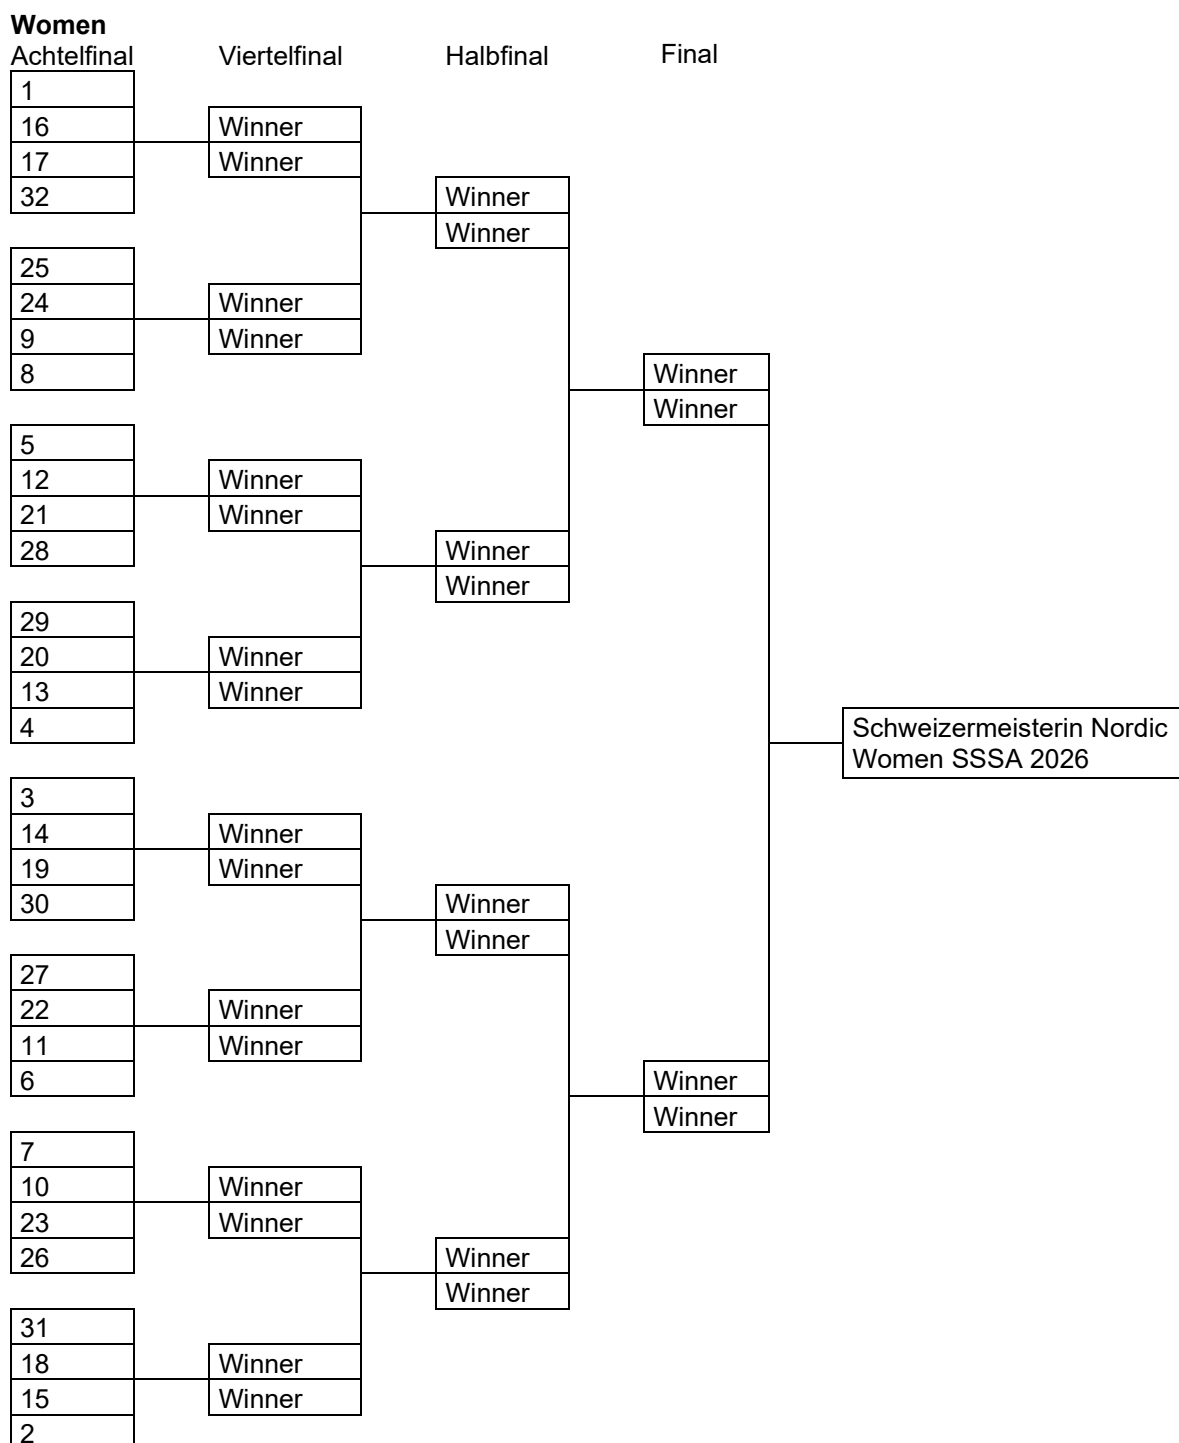 Women
Achtelfinal Viertelfinal Halbfinal Final
1
16 Winner
17 Winner
32 Winner
Winner
25
24 Winner
9 Winner
8 Winner
Winner
5
12 Winner
21 Winner
28 Winner
Winner
29
20 Winner
13 Winner
4 Schweizermeisterin Nordic
Women SSSA 2026
3
14 Winner
19 Winner
30 Winner
Winner
27
22 Winner
11 Winner
6 Winner
Winner
7
10 Winner
23 Winner
26 Winner
Winner
31
18 Winner
15 Winner
2